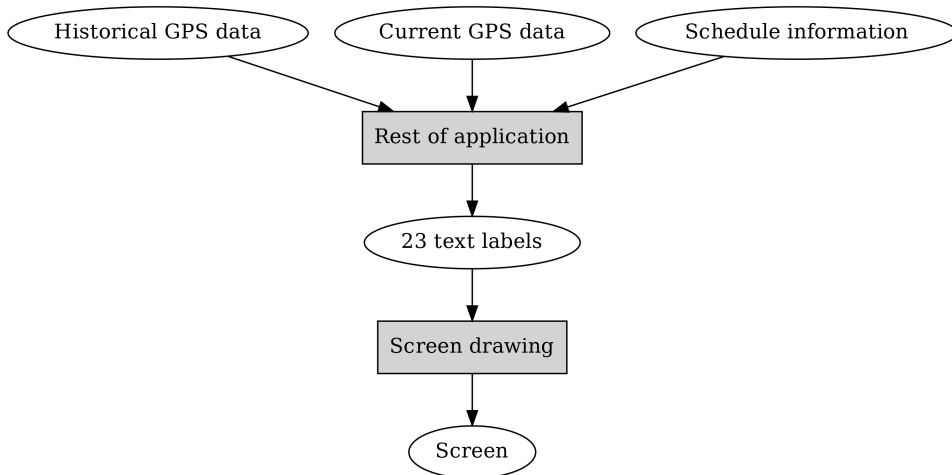 Historical GPS data
Current GPS data
Schedule information
Rest of application
23 text labels
Screen drawing
Screen